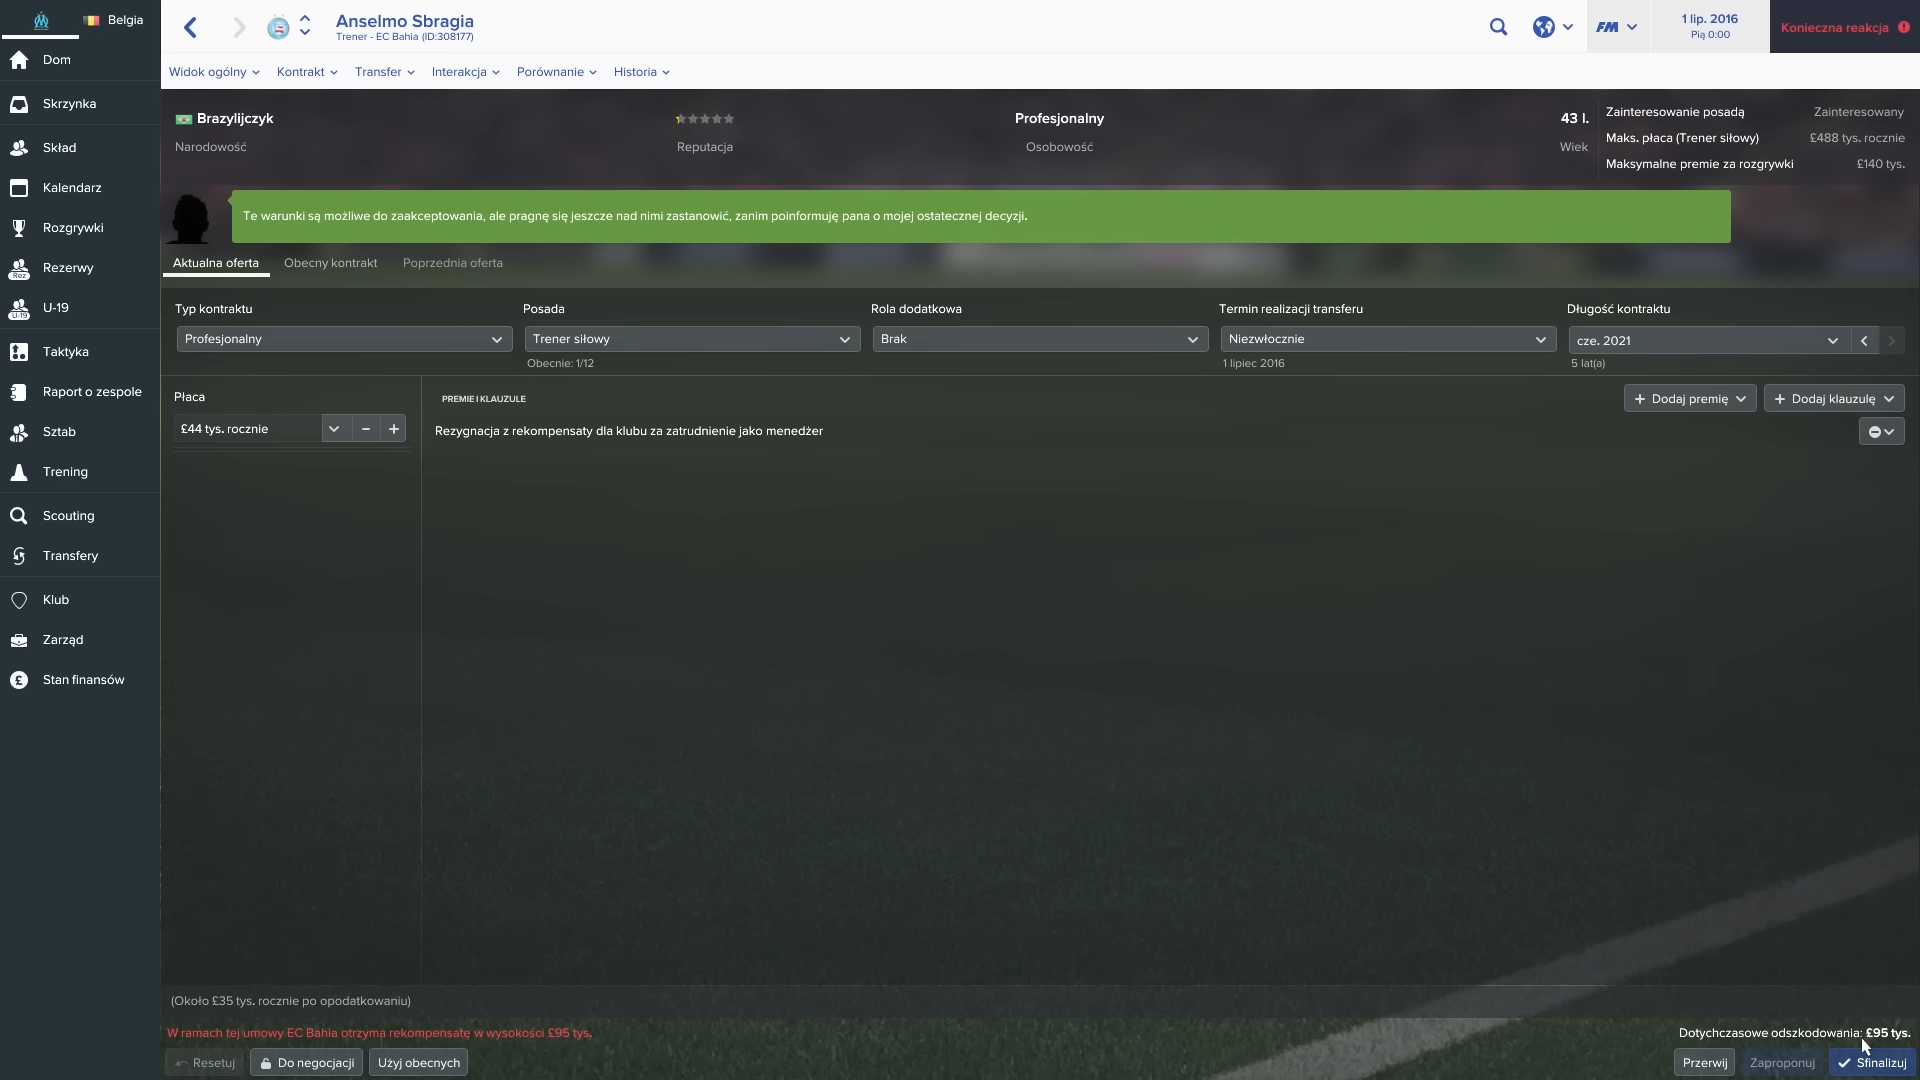 Belgia
Anselmo Sbragia
Trener - EC Bahia (ID:308177)
FM
1 lip. 2016
Pią 0:00
Konieczna reakcja
Dom
Skrzynka
Skład
Kalendarz
Rozgrywki
Rez
Rezerwy
U-19
U-19
Taktyka
Raport o zespole
Sztab
Trening
Scouting
Transfery
Klub
Zarząd
Stan finansów
Widok ogólny
Kontrakt
Transfer
Interakcja
Porównanie
Historia
Brazylijczyk
Narodowość
Reputacja
Profesjonalny
Osobowość
43 l.
Wiek
Zainteresowanie posadą Zainteresowany
Maks. płaca (Trener siłowy) £488 tys. rocznie
Maksymalne premie za rozgrywki £140 tys.
Te warunki są możliwe do zaakceptowania, ale pragnę się jeszcze nad nimi zastanowić, zanim poinformuję pana o mojej ostatecznej decyzji.
Aktualna oferta
Obecny kontrakt
Poprzednia oferta
Typ kontraktu
Profesjonalny
Posada
Trener siłowy
Obecnie: 1/12
Rola dodatkowa
Brak
Termin realizacji transferu
Niezwłocznie
1 lipiec 2016
Długość kontraktu
cze. 2021
5 lat(a)
Płaca
£44 tys. rocznie
PREMIE I KLAUZULE
Dodaj premię
Dodaj klauzulę
Rezygnacja z rekompensaty dla klubu za zatrudnienie jako menedżer
(Około £35 tys. rocznie po opodatkowaniu)
W ramach tej umowy EC Bahia otrzyma rekompensatę w wysokości £95 tys.
Dotychczasowe odszkodowania: £95 tys.
Resetuj
Do negocjacji
Użyj obecnych
Przerwij
Zaproponuj
Sfinalizuj